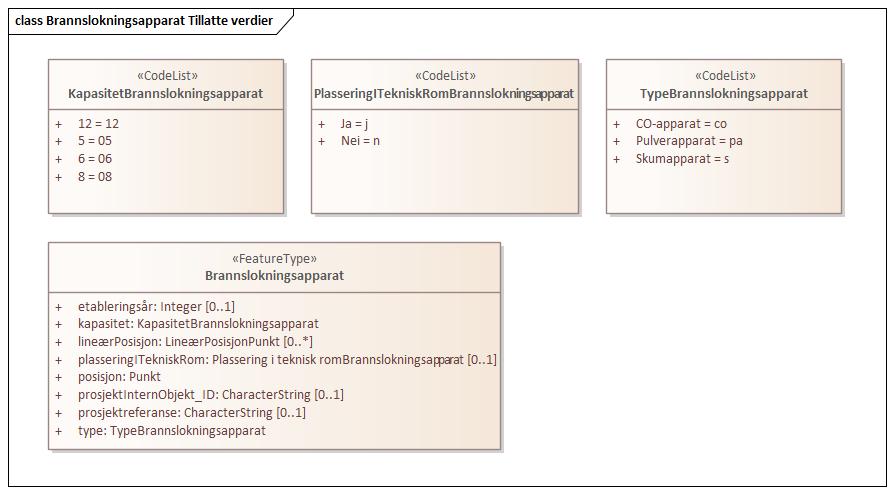 class Brannslokningsapparat Tillatte verdier
«CodeList»
KapasitetBrannslokningsapparat
+ 12 = 12
+ 5 = 05
+ 6 = 06
+ 8 = 08
«CodeList»
PlasseringITekniskRomBrannslokningsapparat
+ Ja = j
+ Nei = n
«CodeList»
TypeBrannslokningsapparat
+ CO-apparat = co
+ Pulverapparat = pa
+ Skumapparat = s
«FeatureType»
Brannslokningsapparat
+ etableringsår: Integer [0..1]
+ kapasitet: KapasitetBrannslokningsapparat
+ lineærPosisjon: LineærPosisjonPunkt [0..*]
+ plasseringITekniskRom: Plassering i teknisk romBrannslokningsapparat [0..1]
+ posisjon: Punkt
+ prosjektInternObjekt_ID: CharacterString [0..1]
+ prosjektreferanse: CharacterString [0..1]
+ type: TypeBrannslokningsapparat